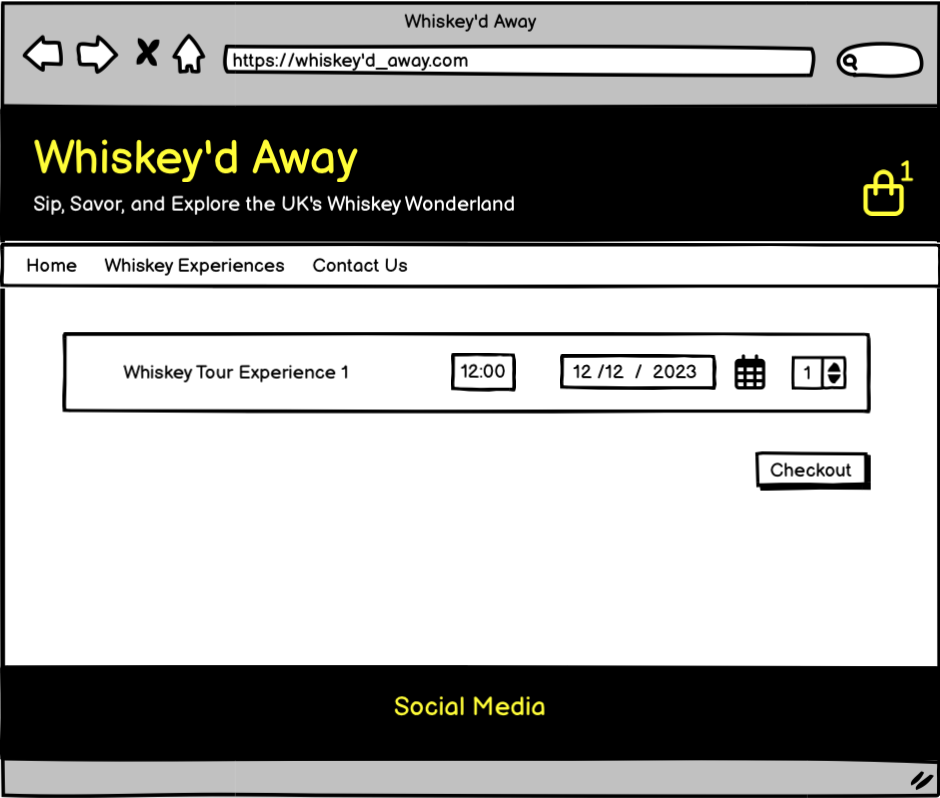 Whiskey'd Away
https://whiskey'd_away.com
Whiskey'd Away
1
Sip, Savor, and Explore the UK's Whiskey Wonderland
Home Whiskey Experiences Contact Us
Whiskey Tour Experience 1 12:00 12 /12 / 2023 1
Checkout
Social Media